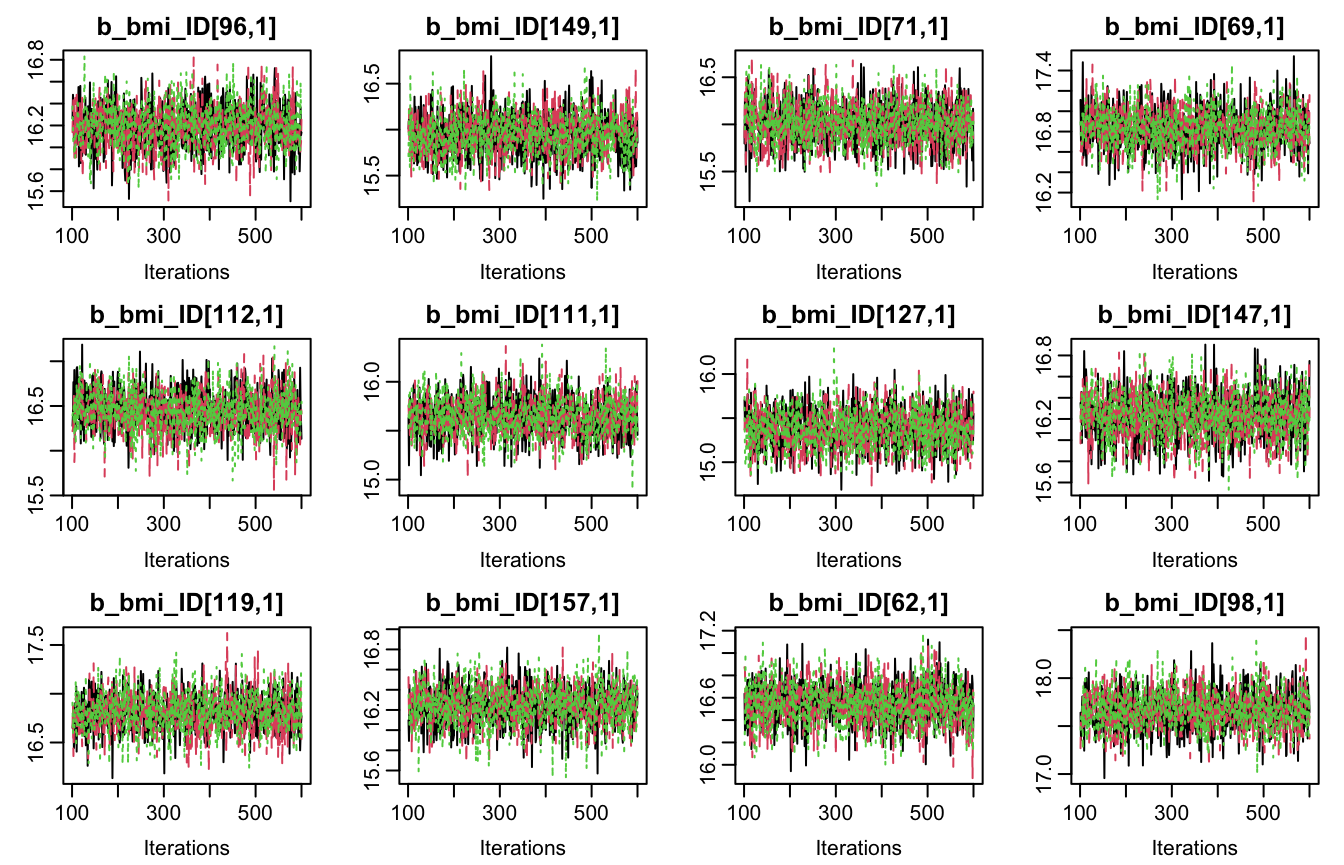 b_bmi_ID[96,1] b_bmi_ID[149,1] b_bmi_ID[71,1] b_bmi_ID[69,1]
15.6 16.2 16.8 15.5 16.5 15.5 16.5 16.2 16.8 17.4
100 300 500 100 300 500 100 300 500 100 300 500
Iterations Iterations Iterations Iterations
b_bmi_ID[112,1] b_bmi_ID[111,1] b_bmi_ID[127,1] b_bmi_ID[147,1]
15.5 16.5 15.0 16.0 15.0 16.0 15.6 16.2 16.8
100 300 500 100 300 500 100 300 500 100 300 500
Iterations Iterations Iterations Iterations
b_bmi_ID[119,1] b_bmi_ID[157,1] b_bmi_ID[62,1] b_bmi_ID[98,1]
16.5 17.5 15.6 16.2 16.8 16.0 16.6 17.2 17.0 18.0
100 300 500 100 300 500 100 300 500 100 300 500
Iterations Iterations Iterations Iterations